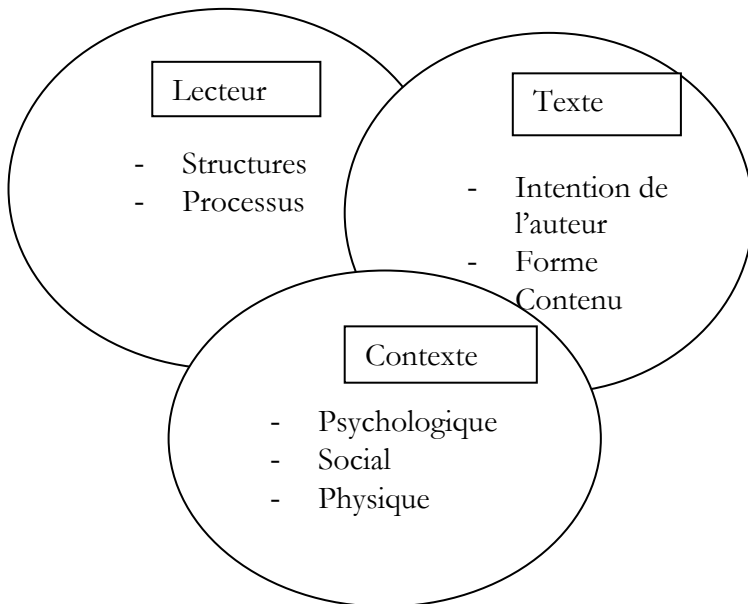 Lecteur
- Structures
- Processus
Texte
- Intention de
l’auteur
- Forme
Contenu
Contexte
- Psychologique
- Social
- Physique